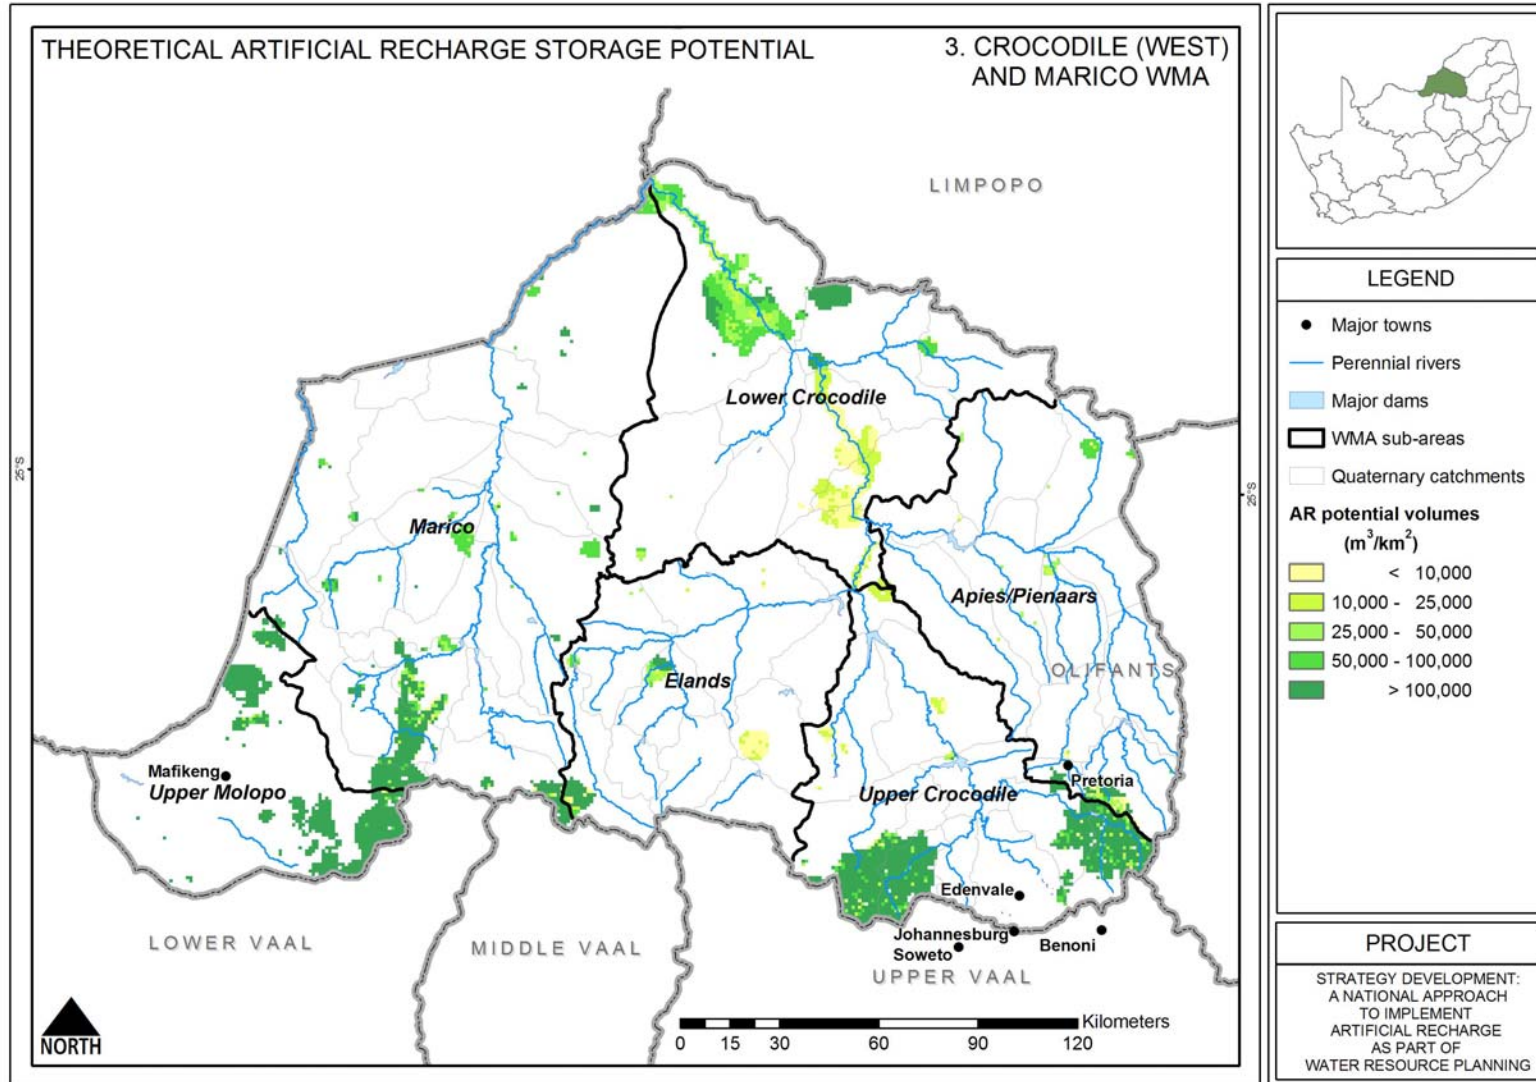 THEORETICAL ARTIFICIAL RECHARGE STORAGE POTENTIAL
3. CROCODILE (WEST)
AND MARICO WMA
LIMPOPO
Lower Crocodile
25°S
25°S
Marico
Apies/Pienaars
OLIFANTS
Elands
Mafikeng
Upper Molopo
Pretoria
Upper Crocodile
Edenvale
Johannesburg
Soweto
Benoni
LOWER VAAL
MIDDLE VAAL
UPPER VAAL
NORTH
Kilometers
0 15 30 60 90 120
LEGEND
Major towns
Perennial rivers
Major dams
WMA sub-areas
Quaternary catchments
AR potential volumes
(m³/km²)
< 10,000
10,000 - 25,000
25,000 - 50,000
50,000 - 100,000
> 100,000
PROJECT
STRATEGY DEVELOPMENT:
A NATIONAL APPROACH
TO IMPLEMENT
ARTIFICIAL RECHARGE
AS PART OF
WATER RESOURCE PLANNING